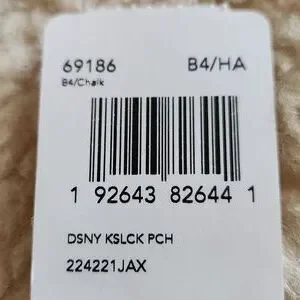 69186 B4/HA
B4/Chalk
1 92643 82644 1
DSNY KSLCK PCH
224221JAX